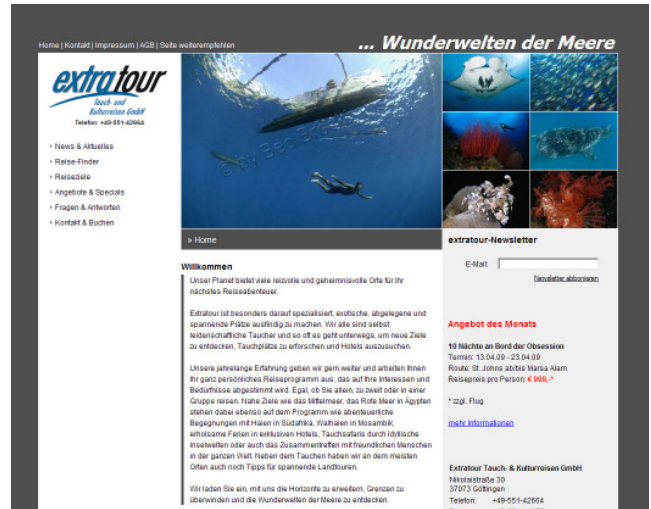 Home | Kontakt | Impressum | AGB | Seite weiterempfehlen
... Wunderwelten der Meere
extratour
Tauch- und
Kulturreisen GmbH
Telefon: +49-551-42664
News & Aktuelles
Reise-Finder
Reiseziele
Angebote & Specials
Fragen & Antworten
Kontakt & Buchen
» Home
Willkommen
Unser Planet bietet viele reizvolle und geheimnisvolle Orte für Ihr
nächstes Reiseabenteuer.
Extratour ist besonders darauf spezialisiert, exotische, abgelegene und
spannende Plätze ausfindig zu machen. Wir alle sind selbst
leidenschaftliche Taucher und so oft es geht unterwegs, um neue Ziele
zu entdecken, Tauchplätze zu erforschen und Hotels auszusuchen.
Unsere jahrelange Erfahrung geben wir gern weiter und arbeiten Ihnen
Ihr ganz persönliches Reiseprogramm aus, das auf Ihre Interessen und
Bedürfnisse abgestimmt wird. Egal, ob Sie allein, zu zweit oder in einer
Gruppe reisen. Nahe Ziele wie das Mittelmeer, das Rote Meer in Ägypten
stehen dabei ebenso auf dem Programm wie abenteuerliche
Begegnungen mit Haien in Südafrika, Walhaien in Mosambik,
erholsame Ferien in exklusiven Hotels, Tauchsafaris durch idyllische
Inselwelten oder auch das Zusammentreffen mit freundlichen Menschen
in der ganzen Welt. Neben dem Tauchen haben wir an dem meisten
Orten auch noch Tipps für spannende Landtouren.
Wir laden Sie ein, mit uns die Horizonte zu erweitern, Grenzen zu
überwinden und die Wunderwelten der Meere zu entdecken.
extratour-Newsletter
E-Mail:
Newsletter abbonieren
Angebot des Monats
10 Nächte an Bord der Obsession
Termin: 13.04.09 - 23.04.09
Route: St. Johns ab/bis Marsa Alam
Reisepreis pro Person: € 999,-*
* zzgl. Flug
mehr Informationen
Extratour Tauch- & Kulturreisen GmbH
Nikolaistraße 30
37073 Göttingen
Telefon: +49-551-42664